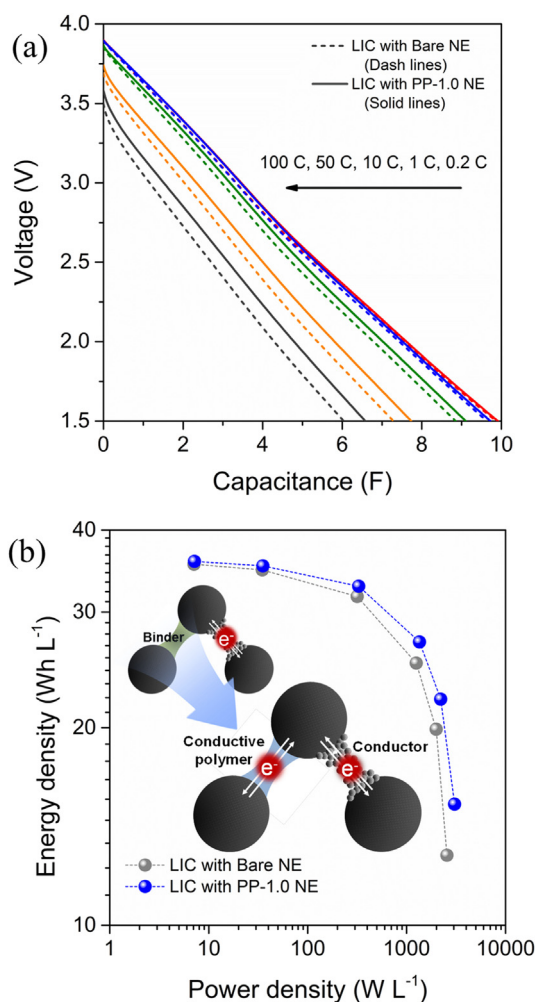 (a)
4.0
3.5
3.0
2.5
2.0
1.5
Voltage (V)
LIC with Bare NE
(Dash lines)
LIC with PP-1.0 NE
(Solid lines)
100 C, 50 C, 10 C, 1 C, 0.2 C
0 2 4 6 8 10
Capacitance (F)
(b)
40
30
20
10
Energy density (Wh L⁻¹)
Binder
e⁻
Conductive
polymer
e⁻
e⁻
Conductor
LIC with Bare NE
LIC with PP-1.0 NE
1 10 100 1000 10000
Power density (W L⁻¹)